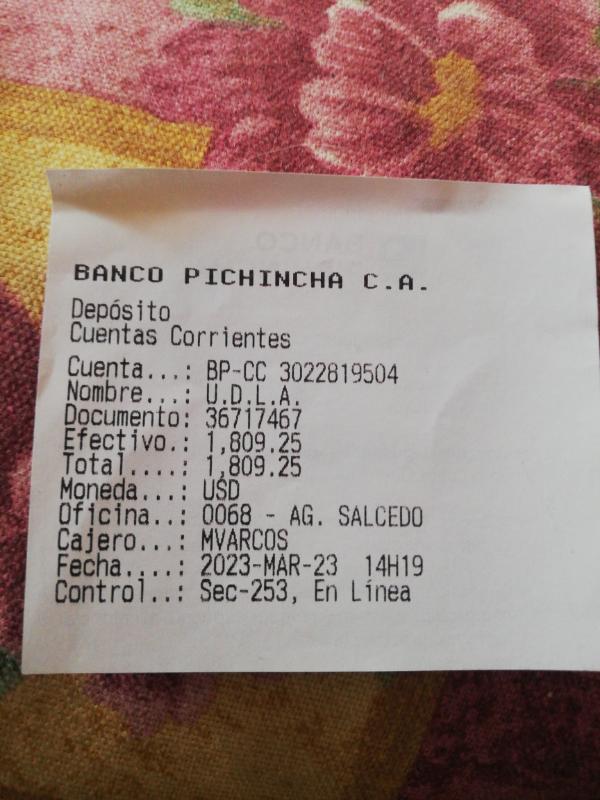 BANCO PICHINCHA C.A.
Depósito
Cuentas Corrientes
Cuenta...: BP-CC 3022819504
Nombre...: U.D.L.A.
Documento: 36717467
Efectivo.: 1,809.25
Total....: 1,809.25
Moneda...: USD
Oficina..: 0068 - AG. SALCEDO
Cajero...: MVARCOS
Fecha....: 2023-MAR-23 14H19
Control..: Sec-253, En Línea